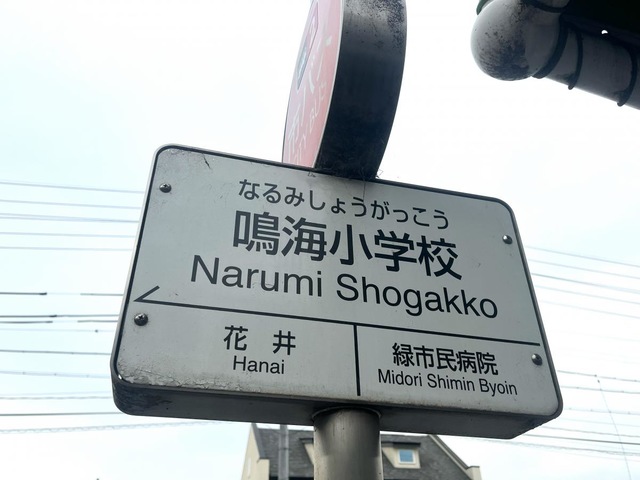 なるみしょうがっこう
鳴海小学校
Narumi Shogakko
花井
Hanai
緑市民病院
Midori Shimin Byoin